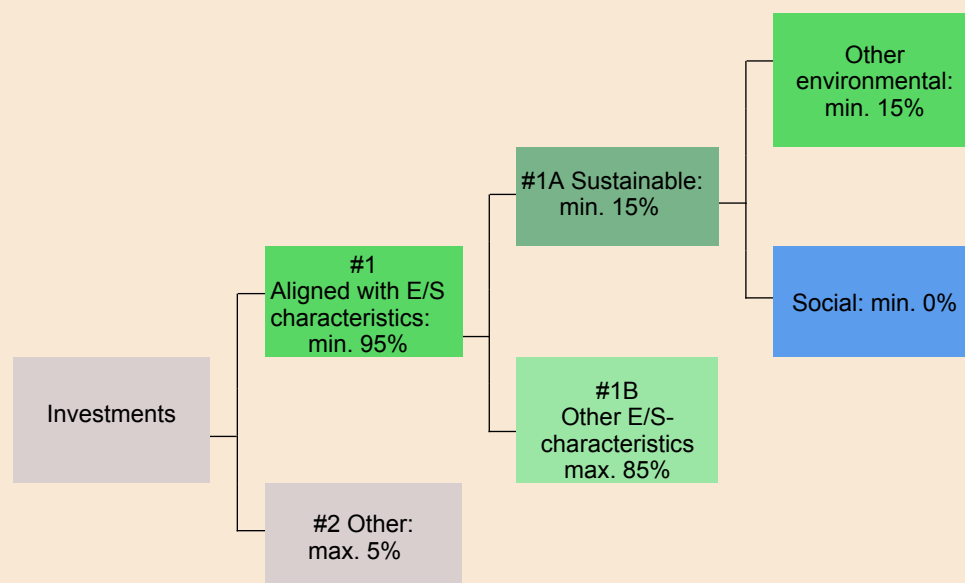 Investments
#1
Aligned with E/S
characteristics:
min. 95%
#2 Other:
max. 5%
#1A Sustainable:
min. 15%
#1B
Other E/S-
characteristics
max. 85%
Other
environmental:
min. 15%
Social: min. 0%